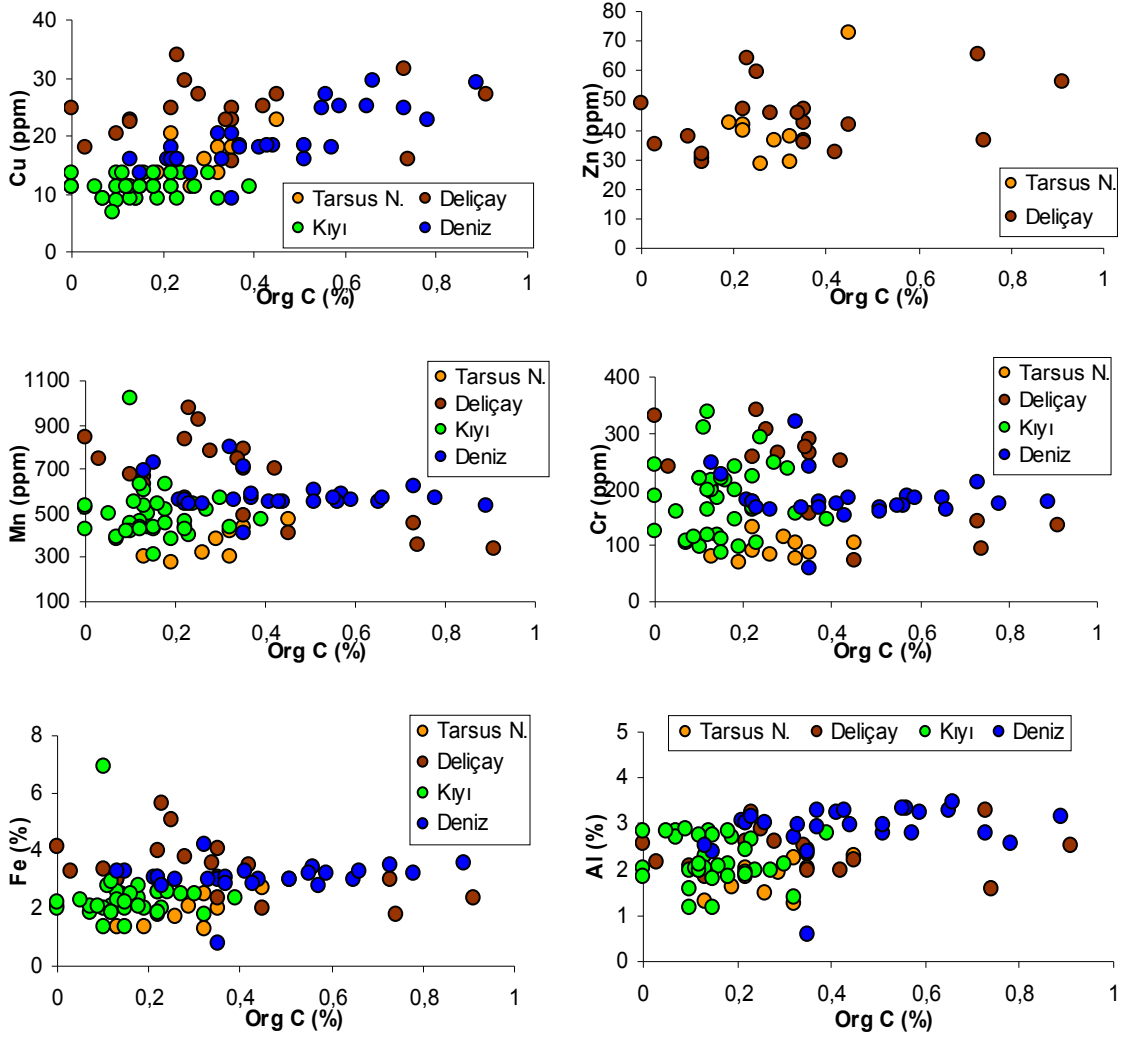 40
30
20
10
0
Cu (ppm)
0 0,2 0,4 0,6 0,8 1
Org C (%)
Tarsus N. Deliçay
Kıyı Deniz
80
70
60
50
40
30
20
10
0
Zn (ppm)
0 0,2 0,4 0,6 0,8 1
Org C (%)
Tarsus N.
Deliçay
1100
900
700
500
300
100
Mn (ppm)
0 0,2 0,4 0,6 0,8 1
Org C (%)
Tarsus N.
Deliçay
Kıyı
Deniz
400
300
200
100
0
Cr (ppm)
0 0,2 0,4 0,6 0,8 1
Org C (%)
Tarsus N.
Deliçay
Kıyı
Deniz
8
6
4
2
0
Fe (%)
0 0,2 0,4 0,6 0,8 1
Org C (%)
Tarsus N.
Deliçay
Kıyı
Deniz
5
4
3
2
1
0
Al (%)
0 0,2 0,4 0,6 0,8 1
Org C (%)
Tarsus N. Deliçay Kıyı Deniz